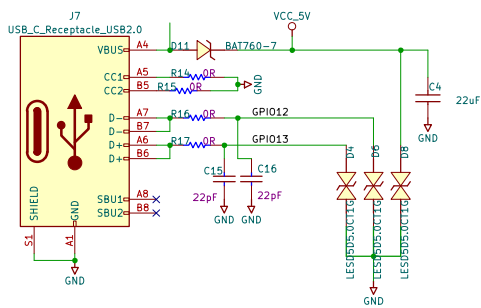 J7
USB_C_Receptacle_USB2.0
VCC_5V
VBUS
A4
D11
BAT760-7
CC1
A5
R14
0R
CC2
B5
R15
0R
GND
D-
A7
R16
0R
GPIO12
D-
B7
D+
A6
R17
0R
GPIO13
D+
B6
C4
22uF
GND
C15
22pF
GND
C16
22pF
GND
D4
LESD5D5.0CT1G
D6
LESD5D5.0CT1G
D8
LESD5D5.0CT1G
GND
SBU1
A8
SBU2
B8
SHIELD
GND
S1
A1
GND